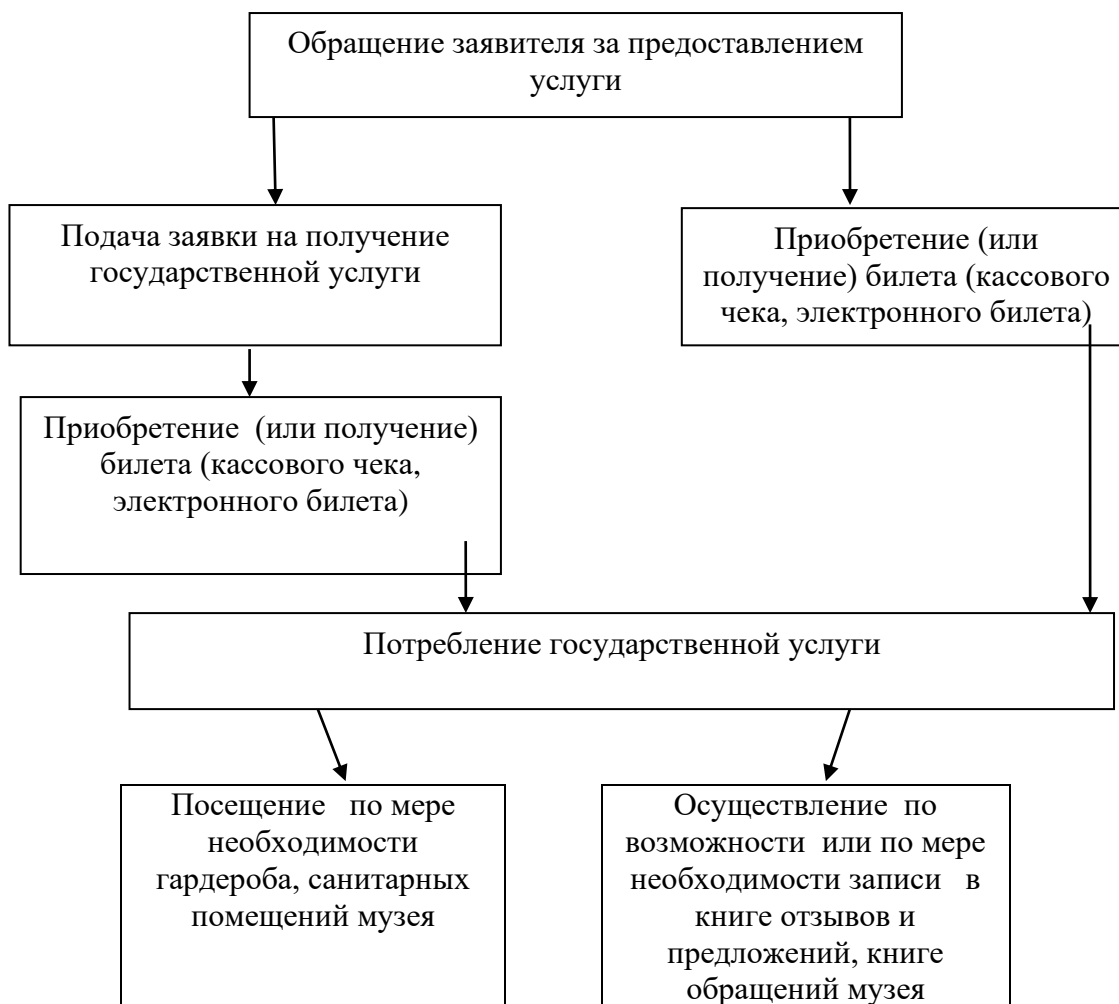 Обращение заявителя за предоставлением
услуги
Подача заявки на получение
государственной услуги
Приобретение (или
получение) билета (кассового
чека, электронного билета)
Приобретение (или получение)
билета (кассового чека,
электронного билета)
Потребление государственной услуги
Посещение по мере
необходимости
гардероба, санитарных
помещений музея
Осуществление по
возможности или по мере
необходимости записи в
книге отзывов и
предложений, книге
обращений музея